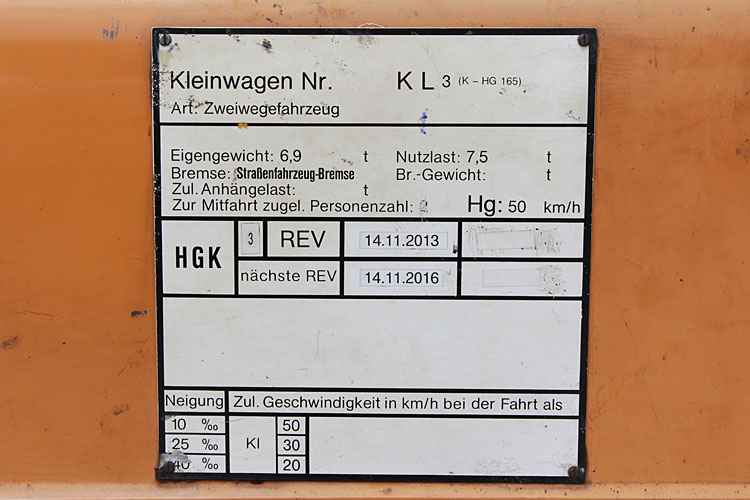 Kleinwagen Nr. K L 3 (K – HG 165)
Art: Zweiwegefahrzeug
Eigengewicht: 6,9 t Nutzlast: 7,5 t
Bremse: Straßenfahrzeug-Bremse Br.-Gewicht: t
Zul. Anhängelast: t
Zur Mitfahrt zugel. Personenzahl: 2 Hg: 50 km/h
HGK 3 REV 14.11.2013
nächste REV 14.11.2016
Neigung Zul. Geschwindigkeit in km/h bei der Fahrt als
10 ‰ 50
25 ‰ Kl 30
40 ‰ 20